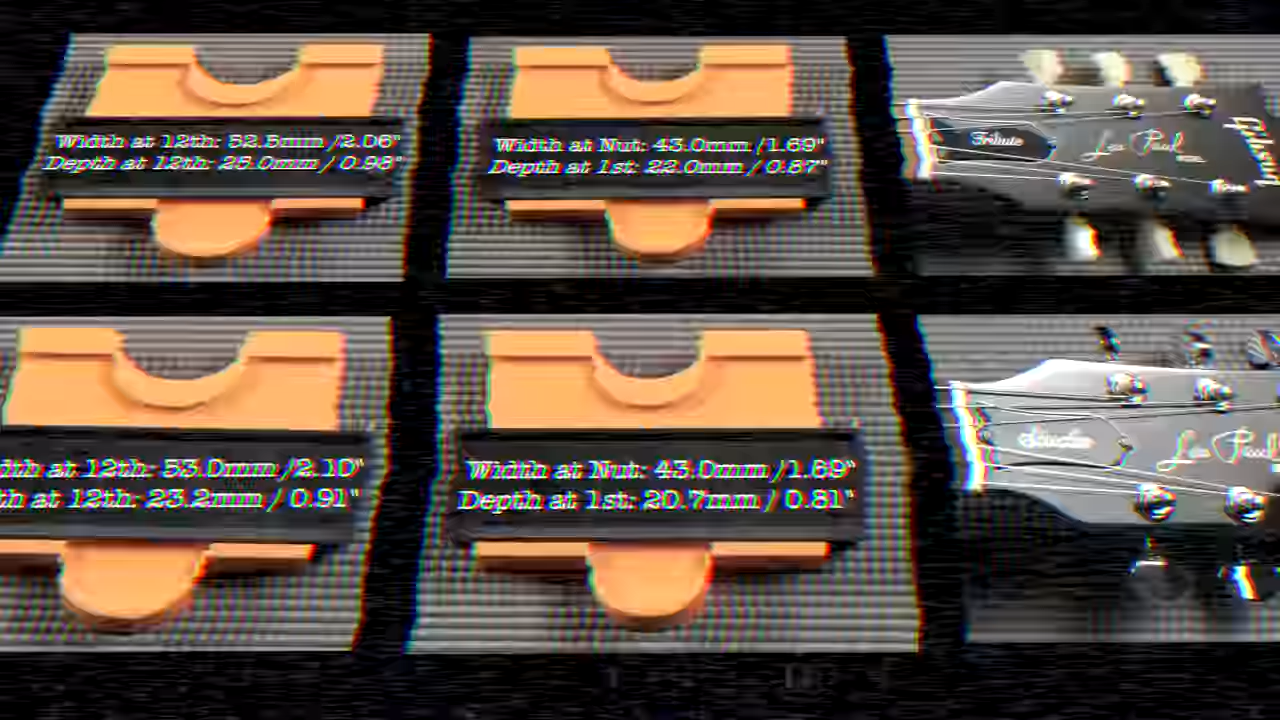 Width at 12th: 52.5mm /2.06"
Depth at 12th: 25.0mm / 0.98"
Width at Nut: 43.0mm /1.69"
Depth at 1st: 22.0mm / 0.87"
Tribute
Les Paul
Gibson
dth at 12th: 53.0mm /2.10"
th at 12th: 23.2mm / 0.91"
Width at Nut: 43.0mm /1.69"
Depth at 1st: 20.7mm / 0.81"
Studio
Les Paul